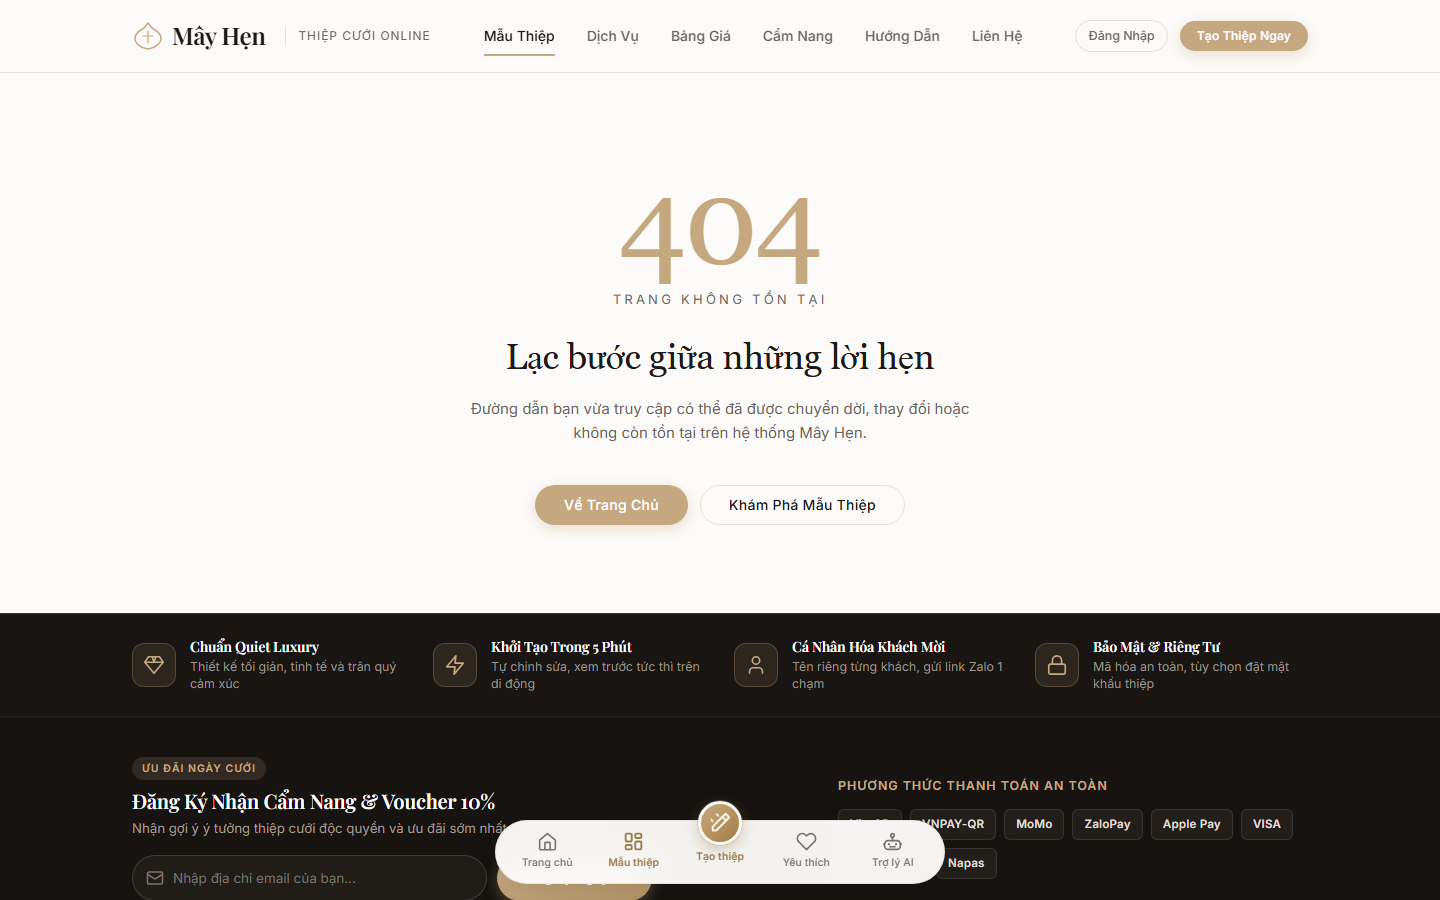 Mây Hẹn
THIỆP CƯỚI ONLINE
Mẫu Thiệp
Dịch Vụ
Bảng Giá
Cẩm Nang
Hướng Dẫn
Liên Hệ
Đăng Nhập
Tạo Thiệp Ngay
404
TRANG KHÔNG TỒN TẠI
Lạc bước giữa những lời hẹn
Đường dẫn bạn vừa truy cập có thể đã được chuyển dời, thay đổi hoặc
không còn tồn tại trên hệ thống Mây Hẹn.
Về Trang Chủ
Khám Phá Mẫu Thiệp
Chuẩn Quiet Luxury
Thiết kế tối giản, tinh tế và trân quý
cảm xúc
Khởi Tạo Trong 5 Phút
Tự chỉnh sửa, xem trước tức thì trên
di động
Cá Nhân Hóa Khách Mời
Tên riêng từng khách, gửi link Zalo 1
chạm
Bảo Mật & Riêng Tư
Mã hóa an toàn, tùy chọn đặt mật
khẩu thiệp
ƯU ĐÃI NGÀY CƯỚI
Đăng Ký Nhận Cẩm Nang & Voucher 10%
Nhận gợi ý ý tưởng thiệp cưới độc quyền và ưu đãi sớm nhất
Nhập địa chỉ email của bạn...
PHƯƠNG THỨC THANH TOÁN AN TOÀN
VNPAY-QR
MoMo
ZaloPay
Apple Pay
VISA
Napas
Trang chủ
Mẫu thiệp
Tạo thiệp
Yêu thích
Trợ lý AI